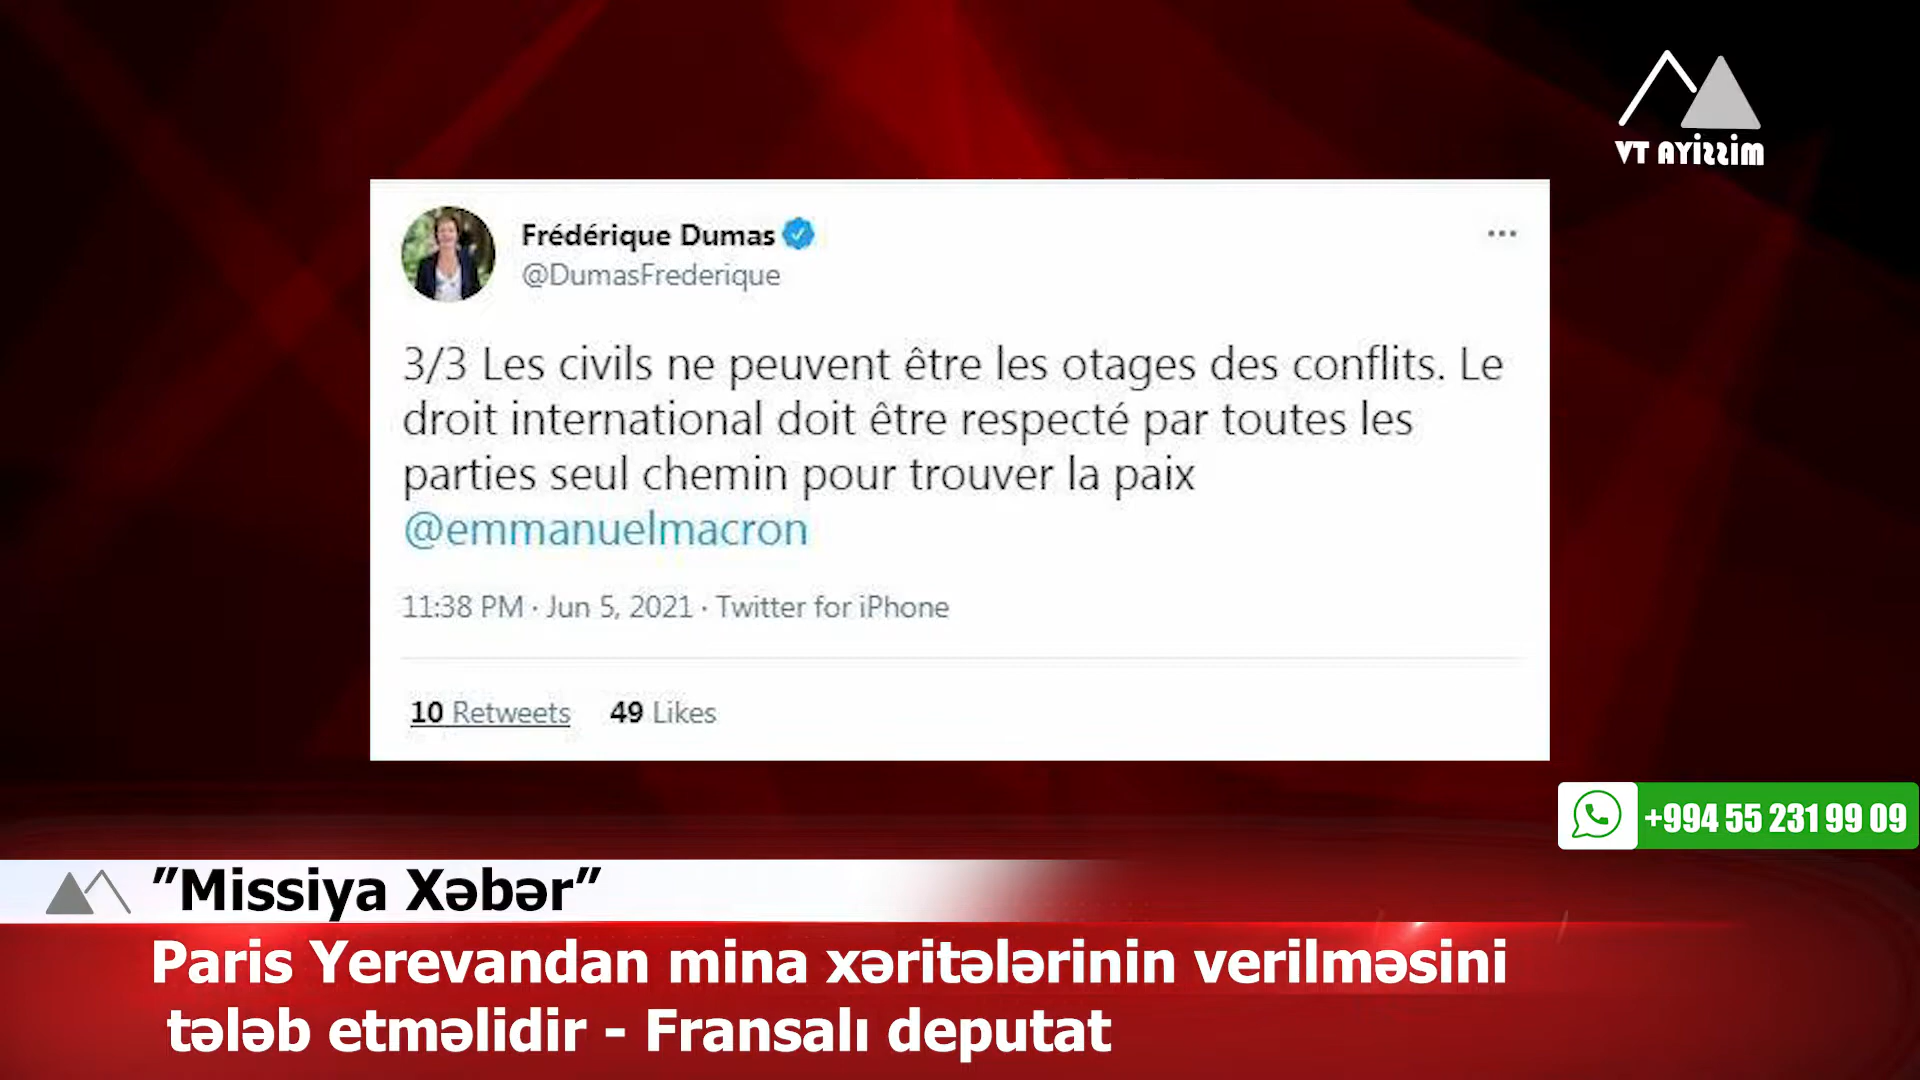 VT AYİSSİM
Frédérique Dumas
@DumasFrederique
3/3 Les civils ne peuvent être les otages des conflits. Le
droit international doit être respecté par toutes les
parties seul chemin pour trouver la paix
@emmanuelmacron
11:38 PM · Jun 5, 2021 · Twitter for iPhone
10 Retweets 49 Likes
+994 55 231 99 09
”Missiya Xəbər”
Paris Yerevandan mina xəritələrinin verilməsini
tələb etməlidir - Fransalı deputat